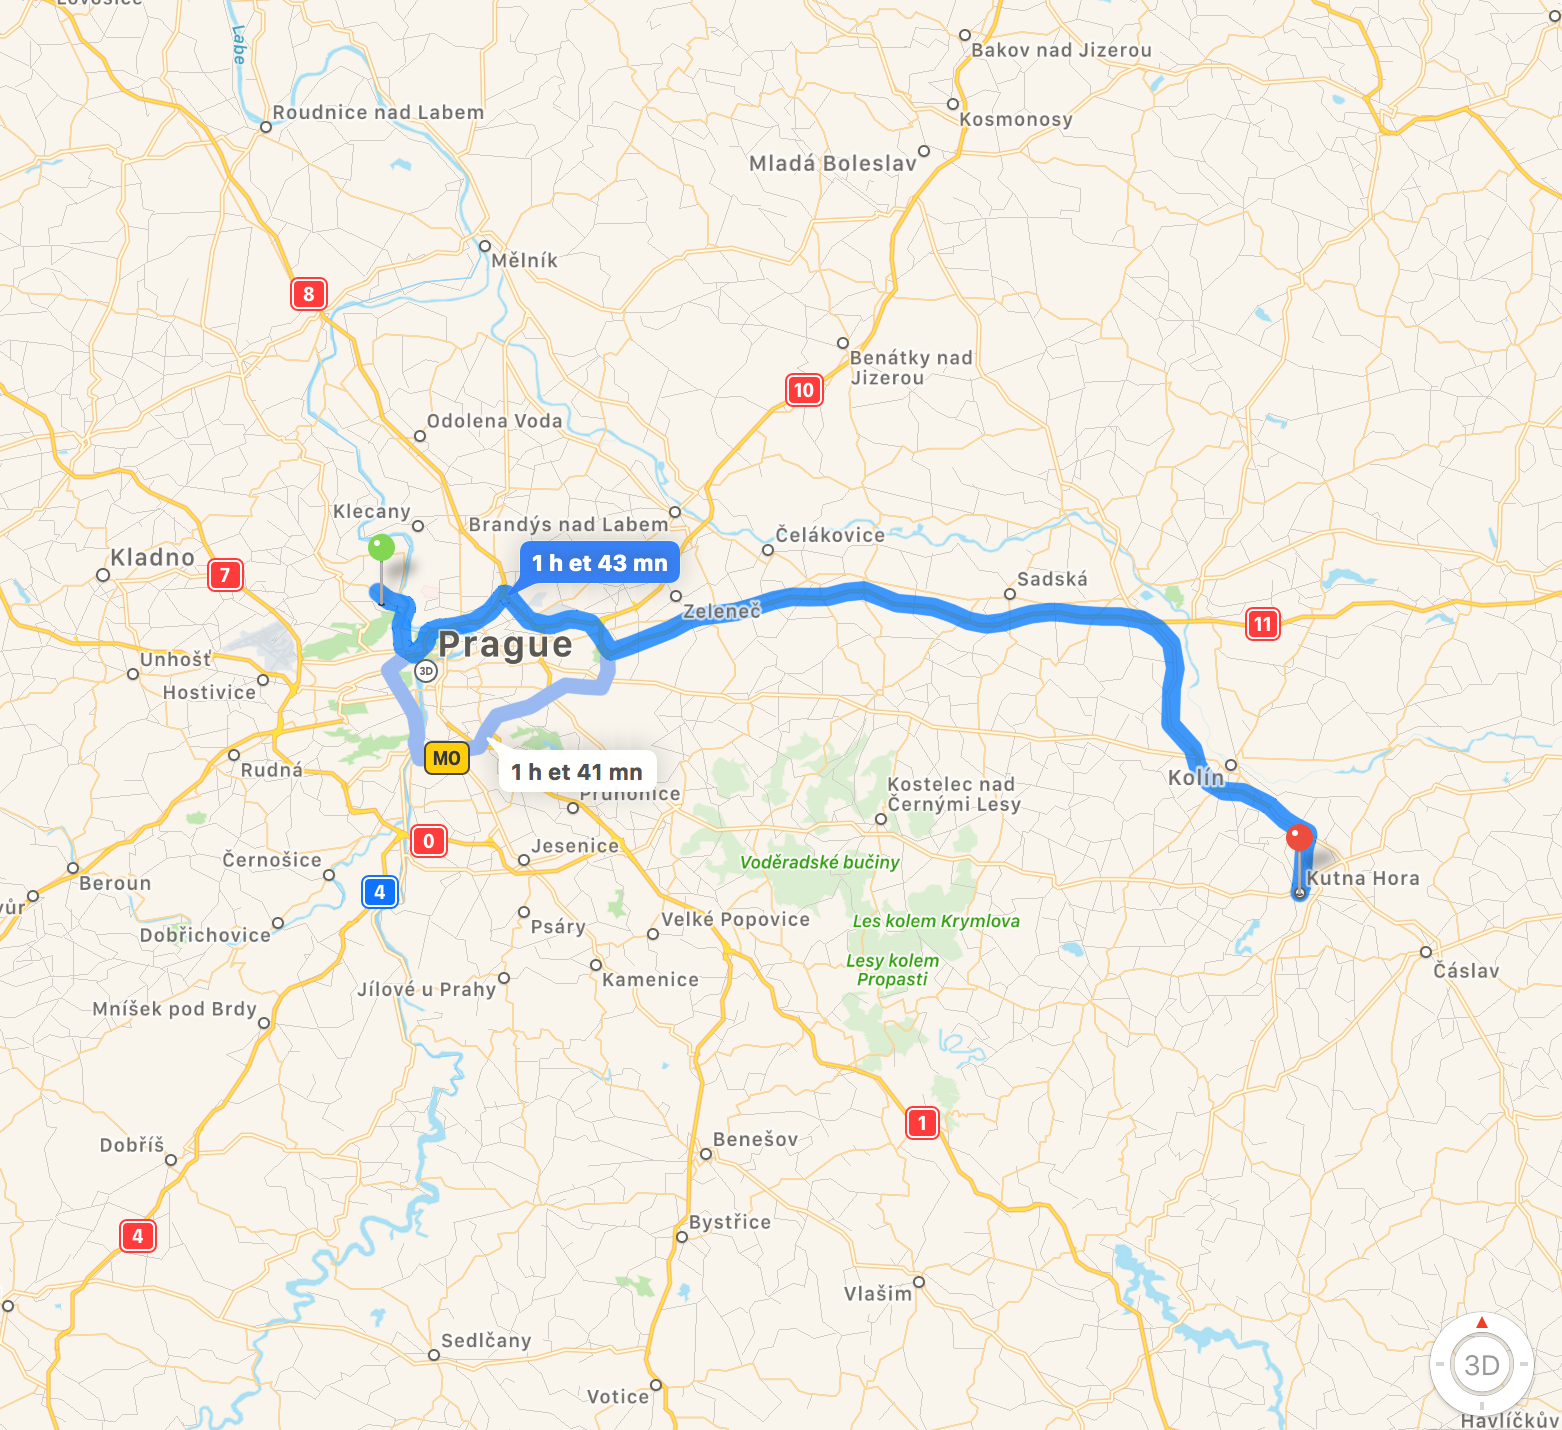 Lovosice
Labe
Bakov nad Jizerou
Roudnice nad Labem
Kosmonosy
Mladá Boleslav
Mělník
8
Benátky nad
Jizerou
10
Odolena Voda
Klecany
Brandýs nad Labem
Čelákovice
Kladno
7
1 h et 43 mn
Sadská
Zeleneč
11
Prague
3D
Unhošť
Hostivice
MO
1 h et 41 mn
Rudná
Průhonice
Kolín
Kostelec nad
Černými Lesy
0
Jesenice
Černošice
Voděradské bučiny
Beroun
4
Kutna Hora
vůr
Psáry
Velké Popovice
Les kolem Krymlova
Dobřichovice
Lesy kolem
Propasti
Čáslav
Jílové u Prahy
Kamenice
Mníšek pod Brdy
1
Benešov
Dobříš
Bystřice
4
Vlašim
Sedlčany
3D
Votice
Havlíčkův